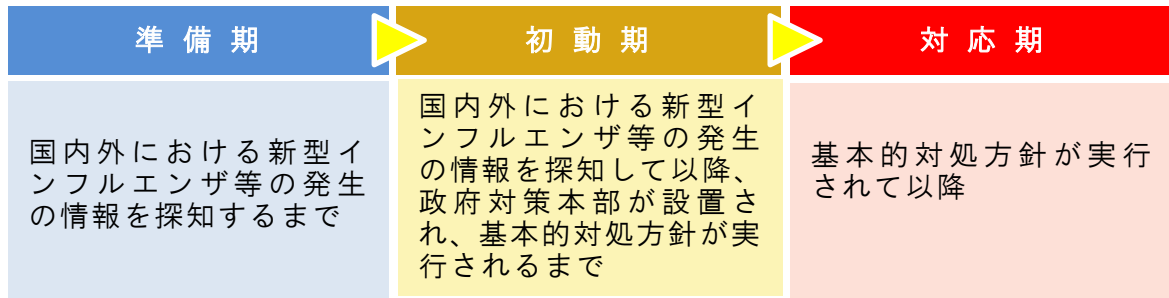 準備期
初動期
対応期
国内外における新型イ
ンフルエンザ等の発生
の情報を探知するまで
国内外における新型イ
ンフルエンザ等の発生
の情報を探知して以降、
政府対策本部が設置さ
れ、基本的対処方針が実
行されるまで
基本的対処方針が実行
されて以降